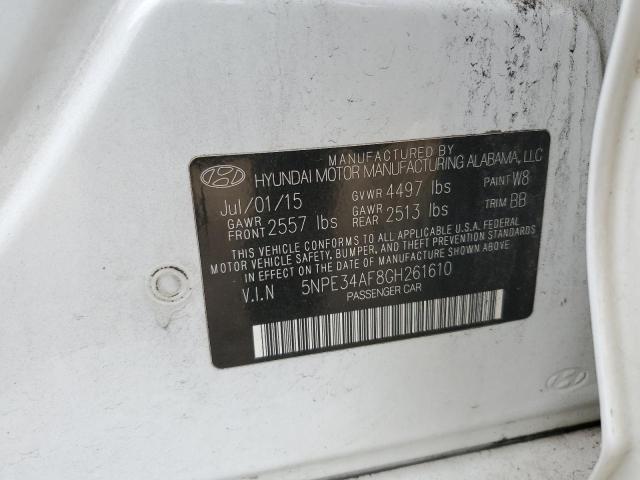 MANUFACTURED BY
HYUNDAI MOTOR MANUFACTURING ALABAMA, LLC
Jul/01/15 GVWR 4497 lbs PAINT W8
GAWR FRONT 2557 lbs GAWR REAR 2513 lbs TRIM BB
THIS VEHICLE CONFORMS TO ALL APPLICABLE U.S.A. FEDERAL
MOTOR VEHICLE SAFETY, BUMPER, AND THEFT PREVENTION STANDARDS
IN EFFECT ON THE DATE OF MANUFACTURE SHOWN ABOVE.
V.I.N 5NPE34AF8GH261610
PASSENGER CAR